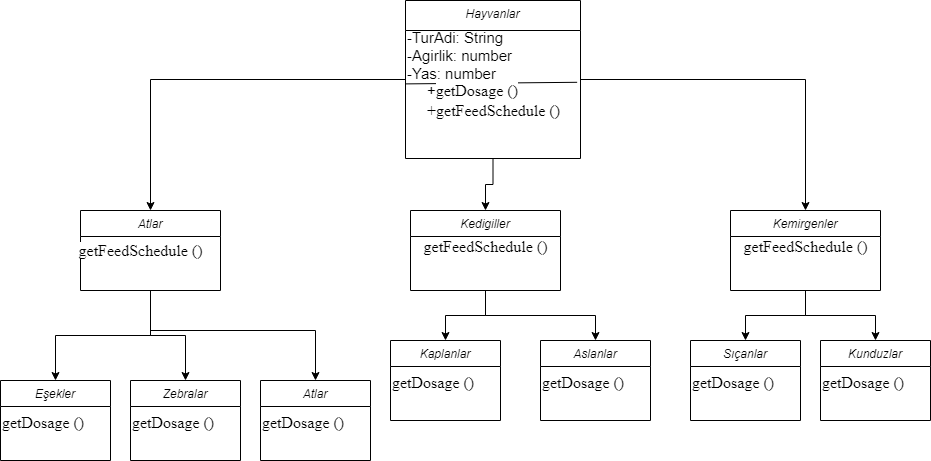 Hayvanlar
-TurAdi: String
-Agirlik: number
-Yas: number
+getDosage ()
+getFeedSchedule ()
Atlar
getFeedSchedule ()
Kedigiller
getFeedSchedule ()
Kemirgenler
getFeedSchedule ()
Eşekler
getDosage ()
Zebralar
getDosage ()
Atlar
getDosage ()
Kaplanlar
getDosage ()
Aslanlar
getDosage ()
Sıçanlar
getDosage ()
Kunduzlar
getDosage ()